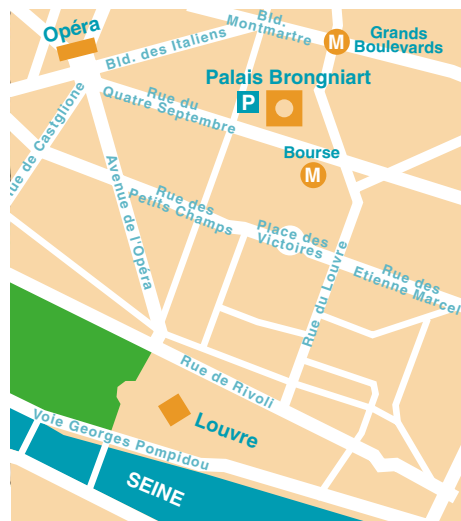 Opéra
Bld.
Montmartre
M
Grands
Boulevards
Bld. des Italiens
Palais Brongniart
P
Rue du
Quatre Septembre
Bourse
M
Rue de Castglione
Avenue de l'Opéra
Rue des
Petits Champs
Place des
Victoires
Rue du Louvre
Rue des
Etienne Marcel
Rue de Rivoli
Louvre
Voie Georges Pompidou
SEINE